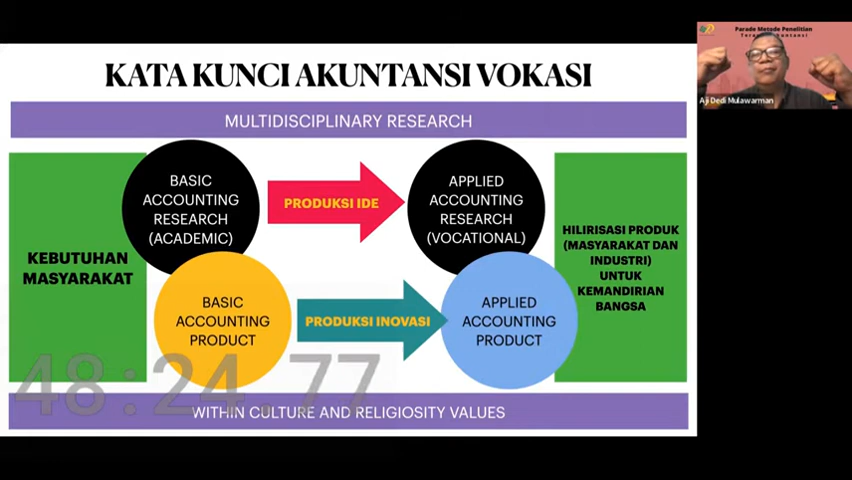 KATA KUNCI AKUNTANSI VOKASI
MULTIDISCIPLINARY RESEARCH
KEBUTUHAN
MASYARAKAT
BASIC
ACCOUNTING
RESEARCH
(ACADEMIC)
PRODUKSI IDE
APPLIED
ACCOUNTING
RESEARCH
(VOCATIONAL)
BASIC
ACCOUNTING
PRODUCT
PRODUKSI INOVASI
APPLIED
ACCOUNTING
PRODUCT
HILIRISASI PRODUK
(MASYARAKAT DAN
INDUSTRI)
UNTUK
KEMANDIRIAN
BANGSA
WITHIN CULTURE AND RELIGIOSITY VALUES
48:24.77
Parade Metode Penelitian
Terapan Akuntansi
Aji Dedi Mulawarman